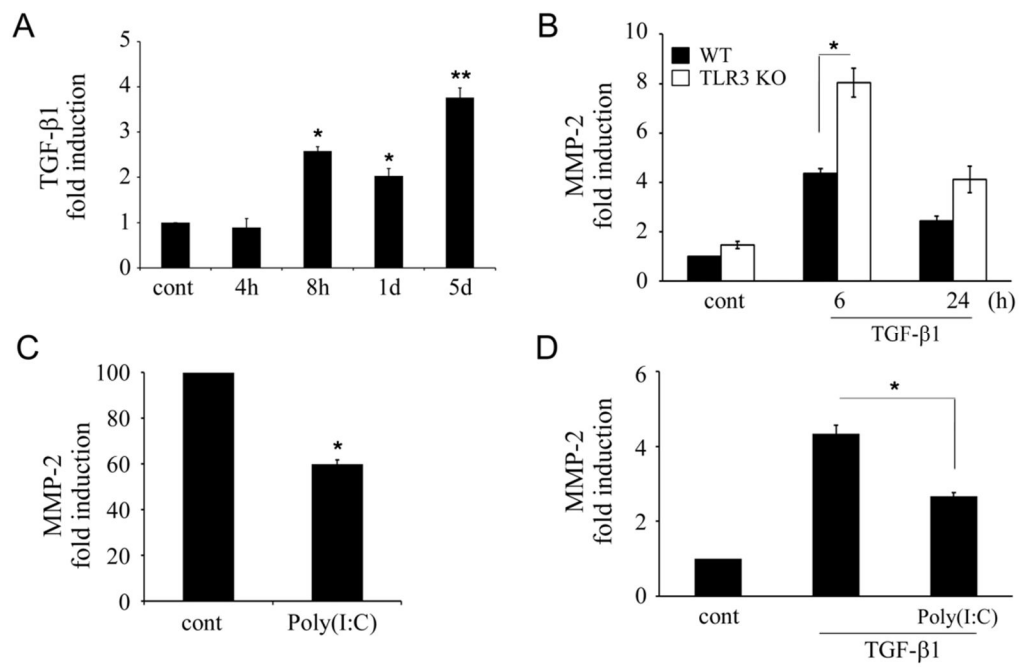 A
TGF-β1
fold induction
5
4
3
2
1
0
*
*
**
cont 4h 8h 1d 5d
B
MMP-2
fold induction
10
8
6
4
2
0
WT
TLR3 KO
*
cont 6 24 (h)
TGF-β1
C
MMP-2
fold induction
100
80
60
40
20
0
*
cont Poly(I:C)
D
MMP-2
fold induction
6
4
2
0
*
cont Poly(I:C)
TGF-β1